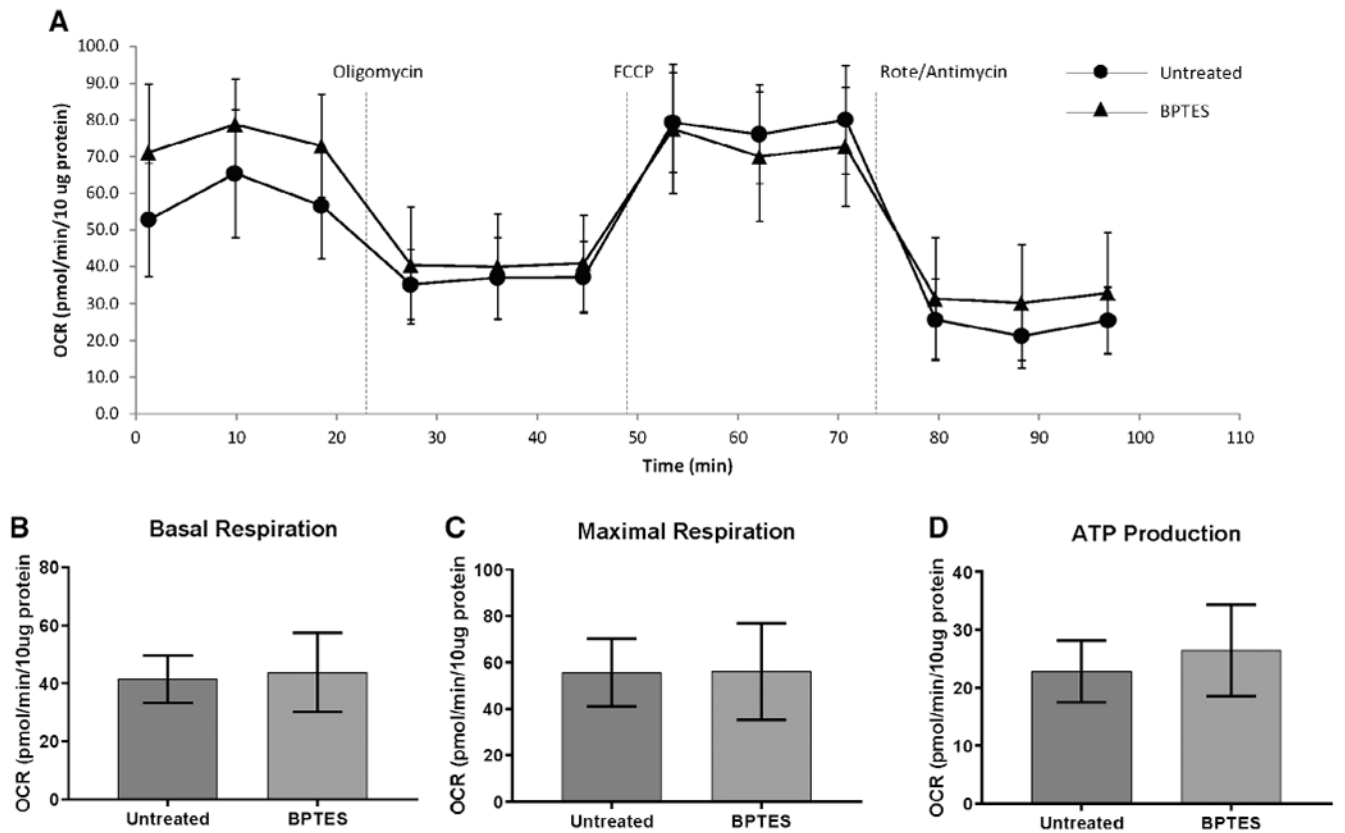 A
100.0
90.0
80.0
70.0
60.0
50.0
40.0
30.0
20.0
10.0
0.0
OCR (pmol/min/10 ug protein)
Oligomycin
FCCP
Rote/Antimycin
Untreated
BPTES
0 10 20 30 40 50 60 70 80 90 100 110
Time (min)
B
Basal Respiration
OCR (pmol/min/10ug protein
80
60
40
20
0
Untreated BPTES
C
Maximal Respiration
OCR (pmol/min/10ug protein
100
80
60
40
20
0
Untreated BPTES
D
ATP Production
OCR (pmol/min/10ug protein
40
30
20
10
0
Untreated BPTES